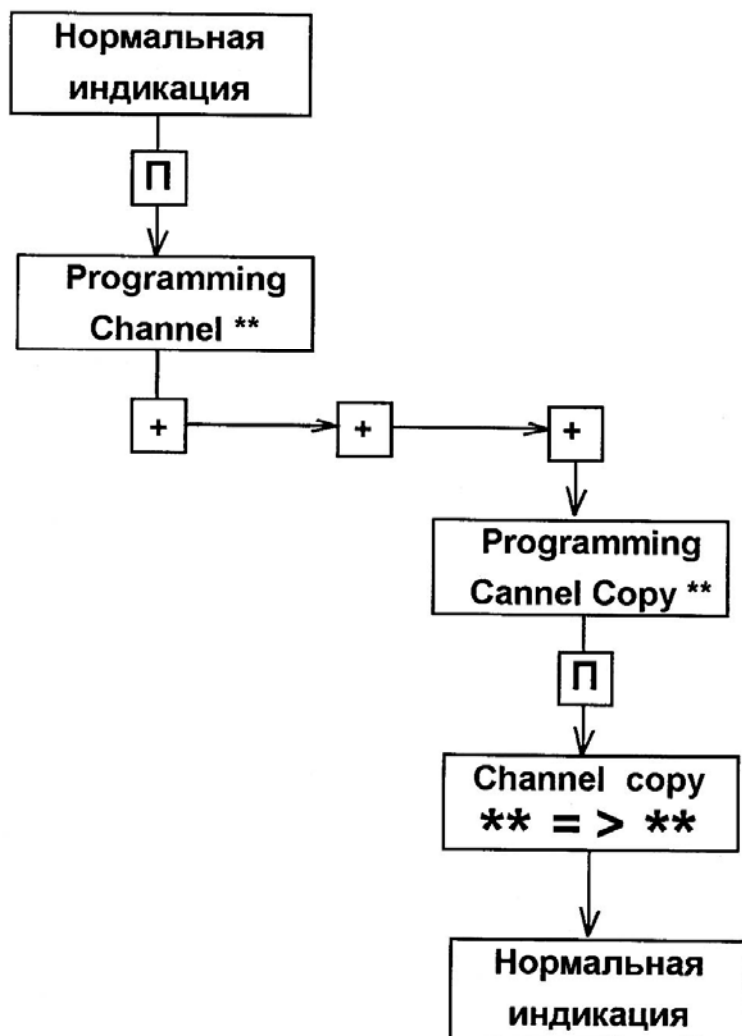 Нормальная
индикация
П
Programming
Channel **
+ + +
Programming
Cannel Copy **
П
Channel copy
** = > **
Нормальная
индикация